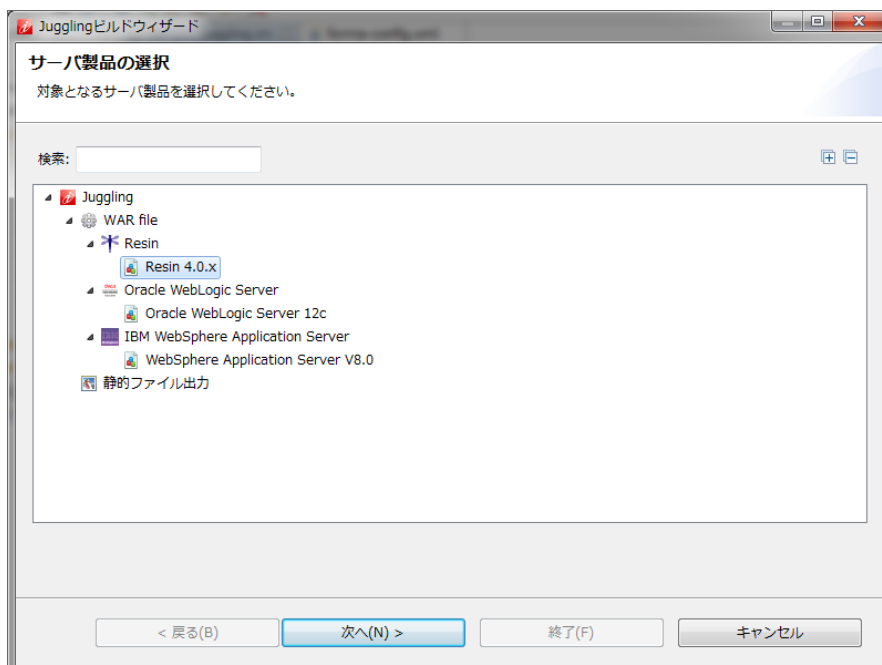 Jugglingビルドウィザード
サーバ製品の選択
対象となるサーバ製品を選択してください。
検索:
Juggling
WAR file
Resin
Resin 4.0.x
Oracle WebLogic Server
Oracle WebLogic Server 12c
IBM WebSphere Application Server
WebSphere Application Server V8.0
静的ファイル出力
< 戻る(B)
次へ(N) >
終了(F)
キャンセル